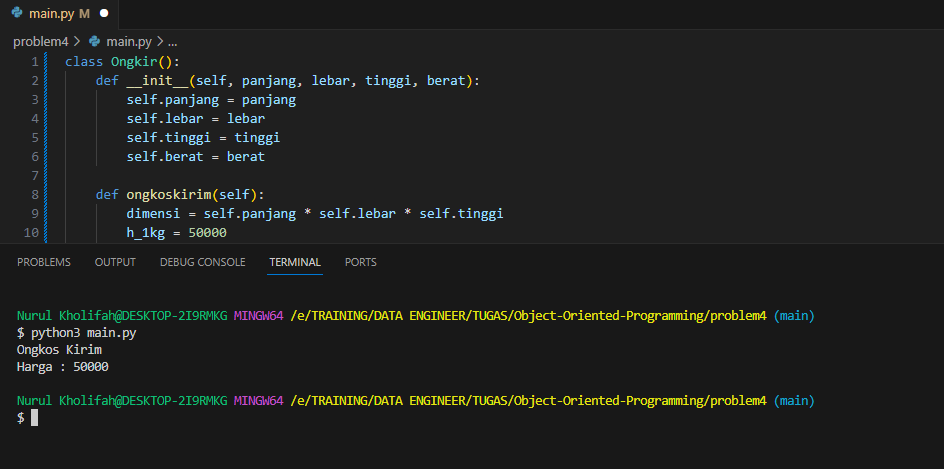 main.py M
problem4 > main.py > ...
1 class Ongkir():
2     def __init__(self, panjang, lebar, tinggi, berat):
3         self.panjang = panjang
4         self.lebar = lebar
5         self.tinggi = tinggi
6         self.berat = berat
7
8     def ongkoskirim(self):
9         dimensi = self.panjang * self.lebar * self.tinggi
10         h_1kg = 50000
PROBLEMS OUTPUT DEBUG CONSOLE TERMINAL PORTS
Nurul Kholifah@DESKTOP-2I9RMKG MINGW64 /e/TRAINING/DATA ENGINEER/TUGAS/Object-Oriented-Programming/problem4 (main)
$ python3 main.py
Ongkos Kirim
Harga : 50000
Nurul Kholifah@DESKTOP-2I9RMKG MINGW64 /e/TRAINING/DATA ENGINEER/TUGAS/Object-Oriented-Programming/problem4 (main)
$